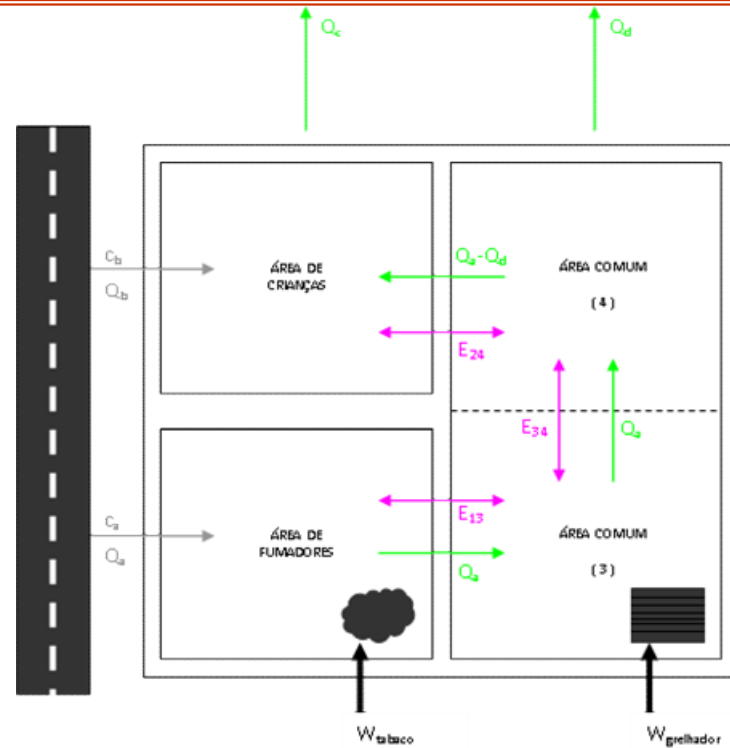 Qc
Qd
cb
Qb
ÁREA DE
CRIANÇAS
Qa-Qd
E24
ÁREA COMUM
(4)
E34
Qa
ca
Qa
ÁREA DE
FUMADORES
E13
Qa
ÁREA COMUM
(3)
Wtabaco
Wgrelhador